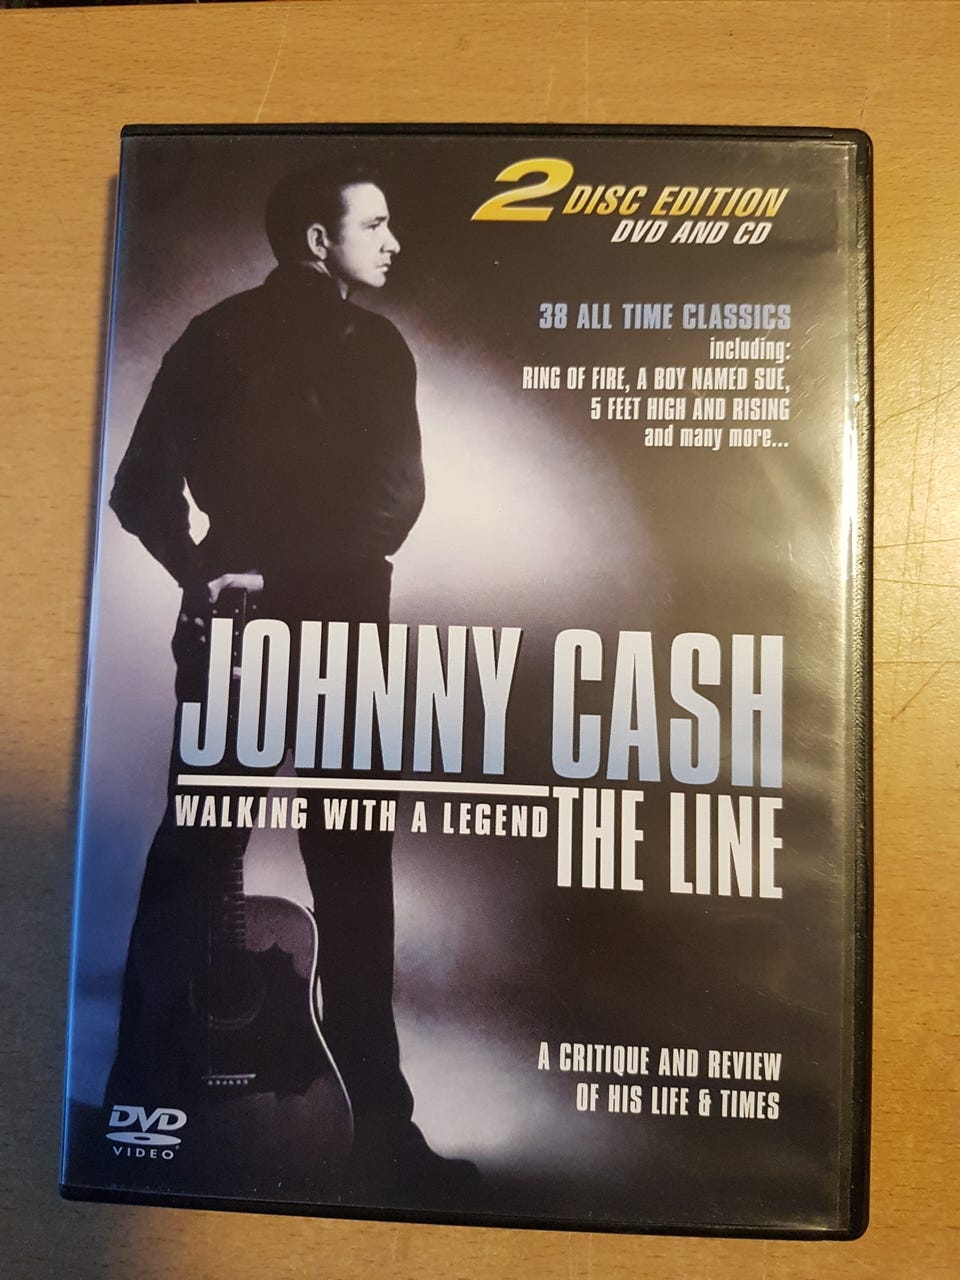 2 DISC EDITION
DVD AND CD
38 ALL TIME CLASSICS
including:
RING OF FIRE, A BOY NAMED SUE,
5 FEET HIGH AND RISING
and many more...
JOHNNY CASH
WALKING WITH A LEGEND
THE LINE
A CRITIQUE AND REVIEW
OF HIS LIFE & TIMES
DVD
VIDEO